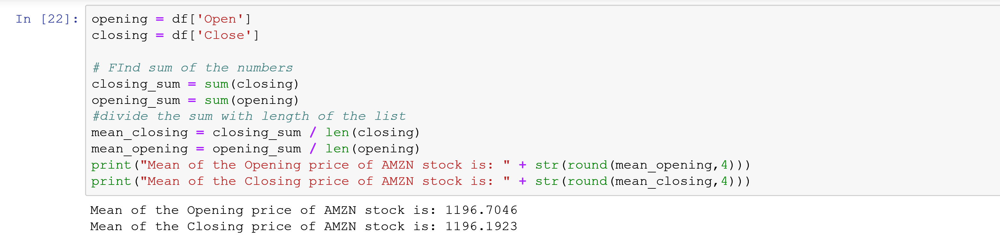 In [22]:
opening = df['Open']
closing = df['Close']
# FInd sum of the numbers
closing_sum = sum(closing)
opening_sum = sum(opening)
#divide the sum with length of the list
mean_closing = closing_sum / len(closing)
mean_opening = opening_sum / len(opening)
print("Mean of the Opening price of AMZN stock is: " + str(round(mean_opening,4)))
print("Mean of the Closing price of AMZN stock is: " + str(round(mean_closing,4)))
Mean of the Opening price of AMZN stock is: 1196.7046
Mean of the Closing price of AMZN stock is: 1196.1923